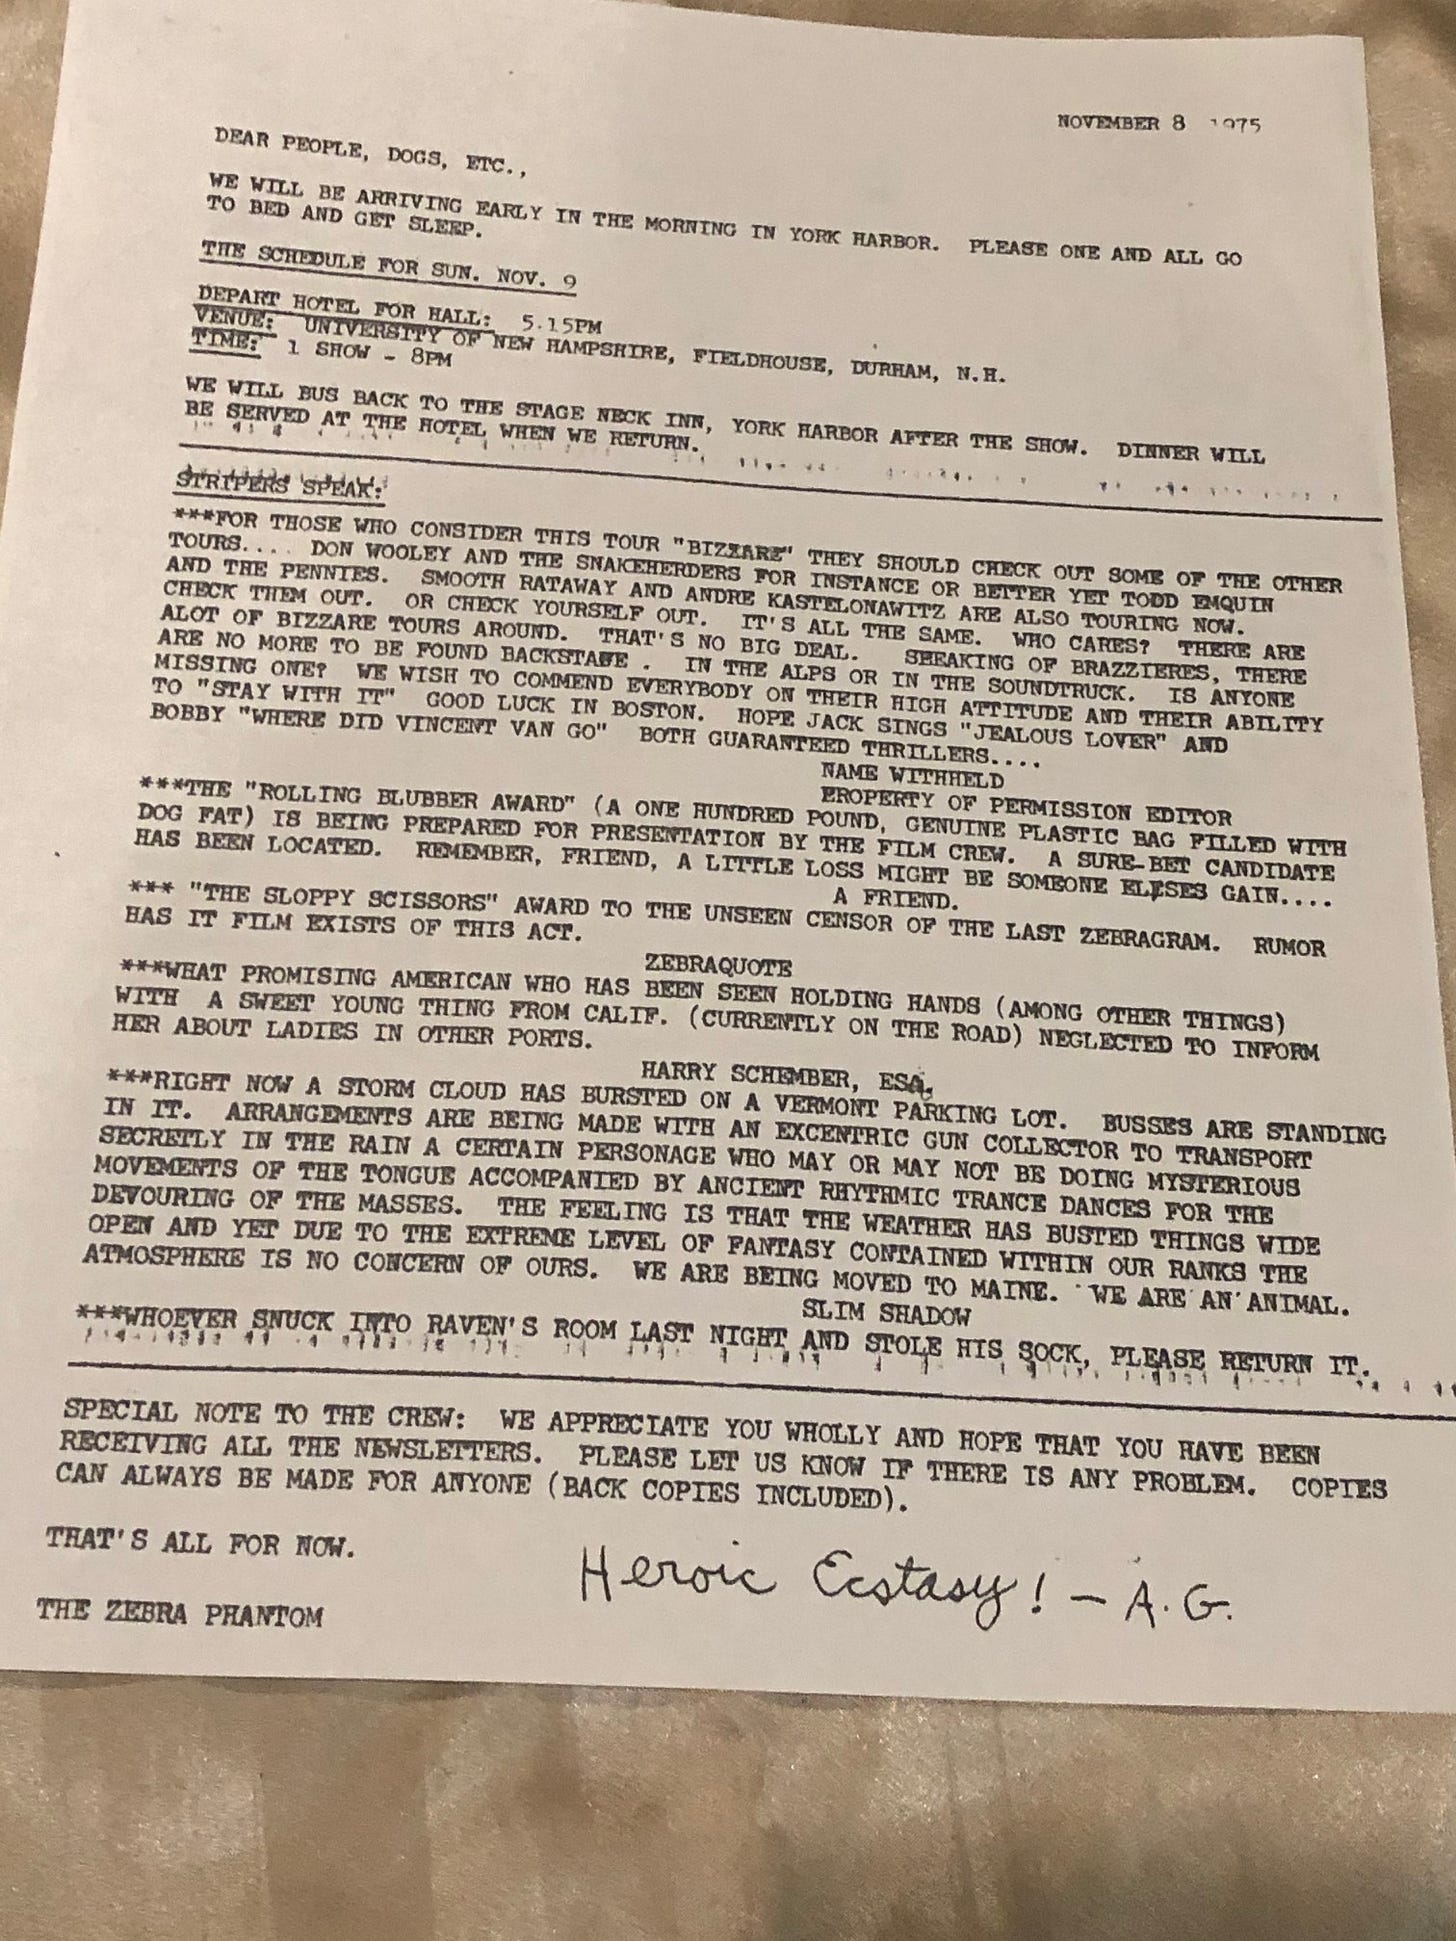 NOVEMBER 8 1975
DEAR PEOPLE, DOGS, ETC.,
WE WILL BE ARRIVING EARLY IN THE MORNING IN YORK HARBOR. PLEASE ONE AND ALL GO
TO BED AND GET SLEEP.
THE SCHEDULE FOR SUN. NOV. 9
DEPART HOTEL FOR HALL: 5.15PM
VENUE: UNIVERSITY OF NEW HAMPSHIRE, FIELDHOUSE, DURHAM, N.H.
TIME: 1 SHOW - 8PM
WE WILL BUS BACK TO THE STAGE NECK INN, YORK HARBOR AFTER THE SHOW. DINNER WILL
BE SERVED AT THE HOTEL WHEN WE RETURN.
STRIPERS SPEAK:
***FOR THOSE WHO CONSIDER THIS TOUR "BIZZARE" THEY SHOULD CHECK OUT SOME OF THE OTHER
TOURS.... DON WOOLEY AND THE SNAKEHERDERS FOR INSTANCE OR BETTER YET TODD EMQUIN
AND THE PENNIES. SMOOTH RATAWAY AND ANDRE KASTELONAWITZ ARE ALSO TOURING NOW.
CHECK THEM OUT. OR CHECK YOURSELF OUT. IT'S ALL THE SAME. WHO CARES? THERE ARE
ALOT OF BIZZARE TOURS AROUND. THAT'S NO BIG DEAL. SPEAKING OF BRAZZIERES, THERE
ARE NO MORE TO BE FOUND BACKSTAGE . IN THE ALPS OR IN THE SOUNDTRUCK. IS ANYONE
MISSING ONE? WE WISH TO COMMEND EVERYBODY ON THEIR HIGH ATTITUDE AND THEIR ABILITY
TO "STAY WITH IT" GOOD LUCK IN BOSTON. HOPE JACK SINGS "JEALOUS LOVER" AND
BOBBY "WHERE DID VINCENT VAN GO" BOTH GUARANTEED THRILLERS....
NAME WITHHELD
PROPERTY OF PERMISSION EDITOR
***THE "ROLLING BLUBBER AWARD" (A ONE HUNDRED POUND, GENUINE PLASTIC BAG FILLED WITH
DOG FAT) IS BEING PREPARED FOR PRESENTATION BY THE FILM CREW. A SURE-BET CANDIDATE
HAS BEEN LOCATED. REMEMBER, FRIEND, A LITTLE LOSS MIGHT BE SOMEONE ELSES GAIN....
A FRIEND.
*** "THE SLOPPY SCISSORS" AWARD TO THE UNSEEN CENSOR OF THE LAST ZEBRAGRAM. RUMOR
HAS IT FILM EXISTS OF THIS ACT.
ZEBRAQUOTE
***WHAT PROMISING AMERICAN WHO HAS BEEN SEEN HOLDING HANDS (AMONG OTHER THINGS)
WITH A SWEET YOUNG THING FROM CALIF. (CURRENTLY ON THE ROAD) NEGLECTED TO INFORM
HER ABOUT LADIES IN OTHER PORTS.
HARRY SCHEMBER, ESQ.
***RIGHT NOW A STORM CLOUD HAS BURSTED ON A VERMONT PARKING LOT. BUSSES ARE STANDING
IN IT. ARRANGEMENTS ARE BEING MADE WITH AN EXCENTRIC GUN COLLECTOR TO TRANSPORT
SECRETLY IN THE RAIN A CERTAIN PERSONAGE WHO MAY OR MAY NOT BE DOING MYSTERIOUS
MOVEMENTS OF THE TONGUE ACCOMPANIED BY ANCIENT RHYTHMIC TRANCE DANCES FOR THE
DEVOURING OF THE MASSES. THE FEELING IS THAT THE WEATHER HAS BUSTED THINGS WIDE
OPEN AND YET DUE TO THE EXTREME LEVEL OF FANTASY CONTAINED WITHIN OUR RANKS THE
ATMOSPHERE IS NO CONCERN OF OURS. WE ARE BEING MOVED TO MAINE. WE ARE AN ANIMAL.
SLIM SHADOW
***WHOEVER SNUCK INTO RAVEN'S ROOM LAST NIGHT AND STOLE HIS SOCK, PLEASE RETURN IT.
SPECIAL NOTE TO THE CREW: WE APPRECIATE YOU WHOLLY AND HOPE THAT YOU HAVE BEEN
RECEIVING ALL THE NEWSLETTERS. PLEASE LET US KNOW IF THERE IS ANY PROBLEM. COPIES
CAN ALWAYS BE MADE FOR ANYONE (BACK COPIES INCLUDED).
THAT'S ALL FOR NOW.
Heroic Ecstasy! - A.G.
THE ZEBRA PHANTOM